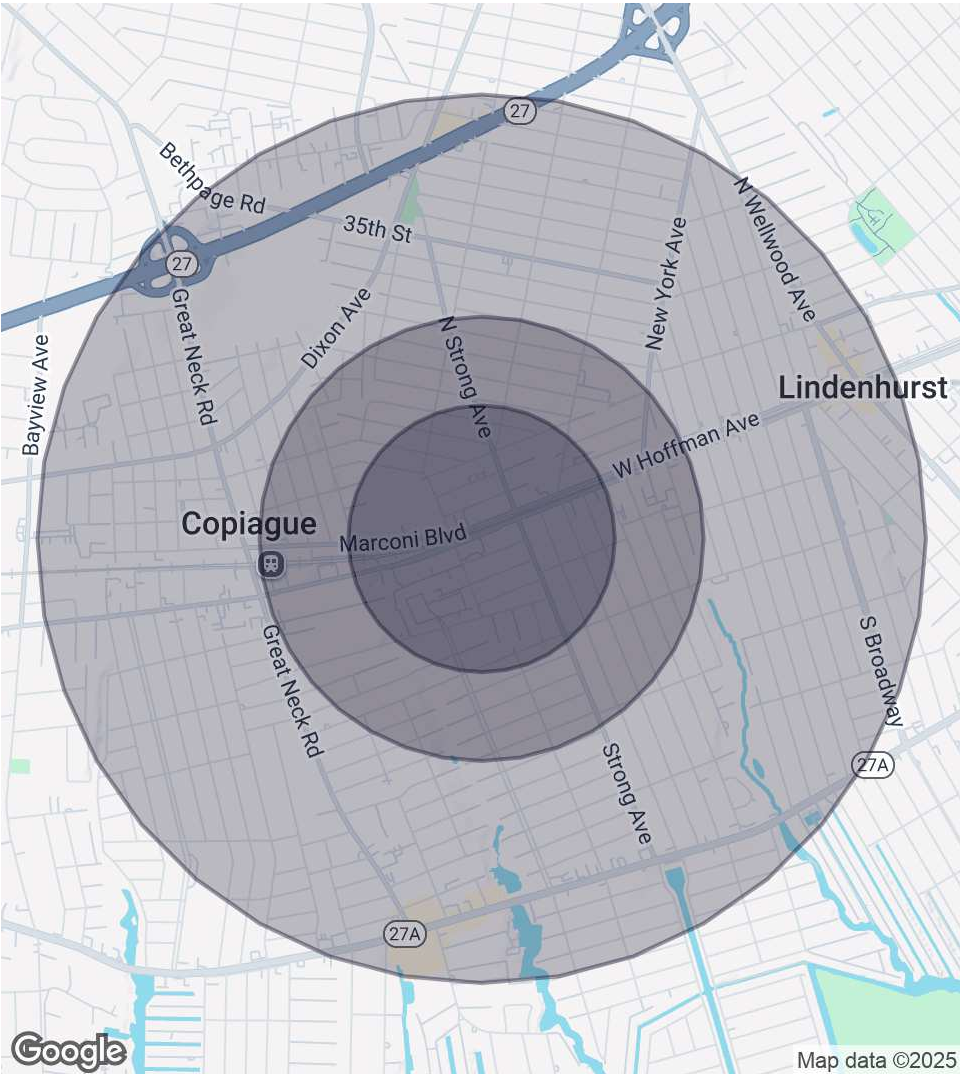 27
Bethpage Rd
N Wellwood Ave
35th St
New York Ave
27
Great Neck Rd
Dixon Ave
N Strong Ave
Bayview Ave
Lindenhurst
W Hoffman Ave
Copiague
Marconi Blvd
Great Neck Rd
S Broadway
Strong Ave
27A
27A
Google
Map data ©2025